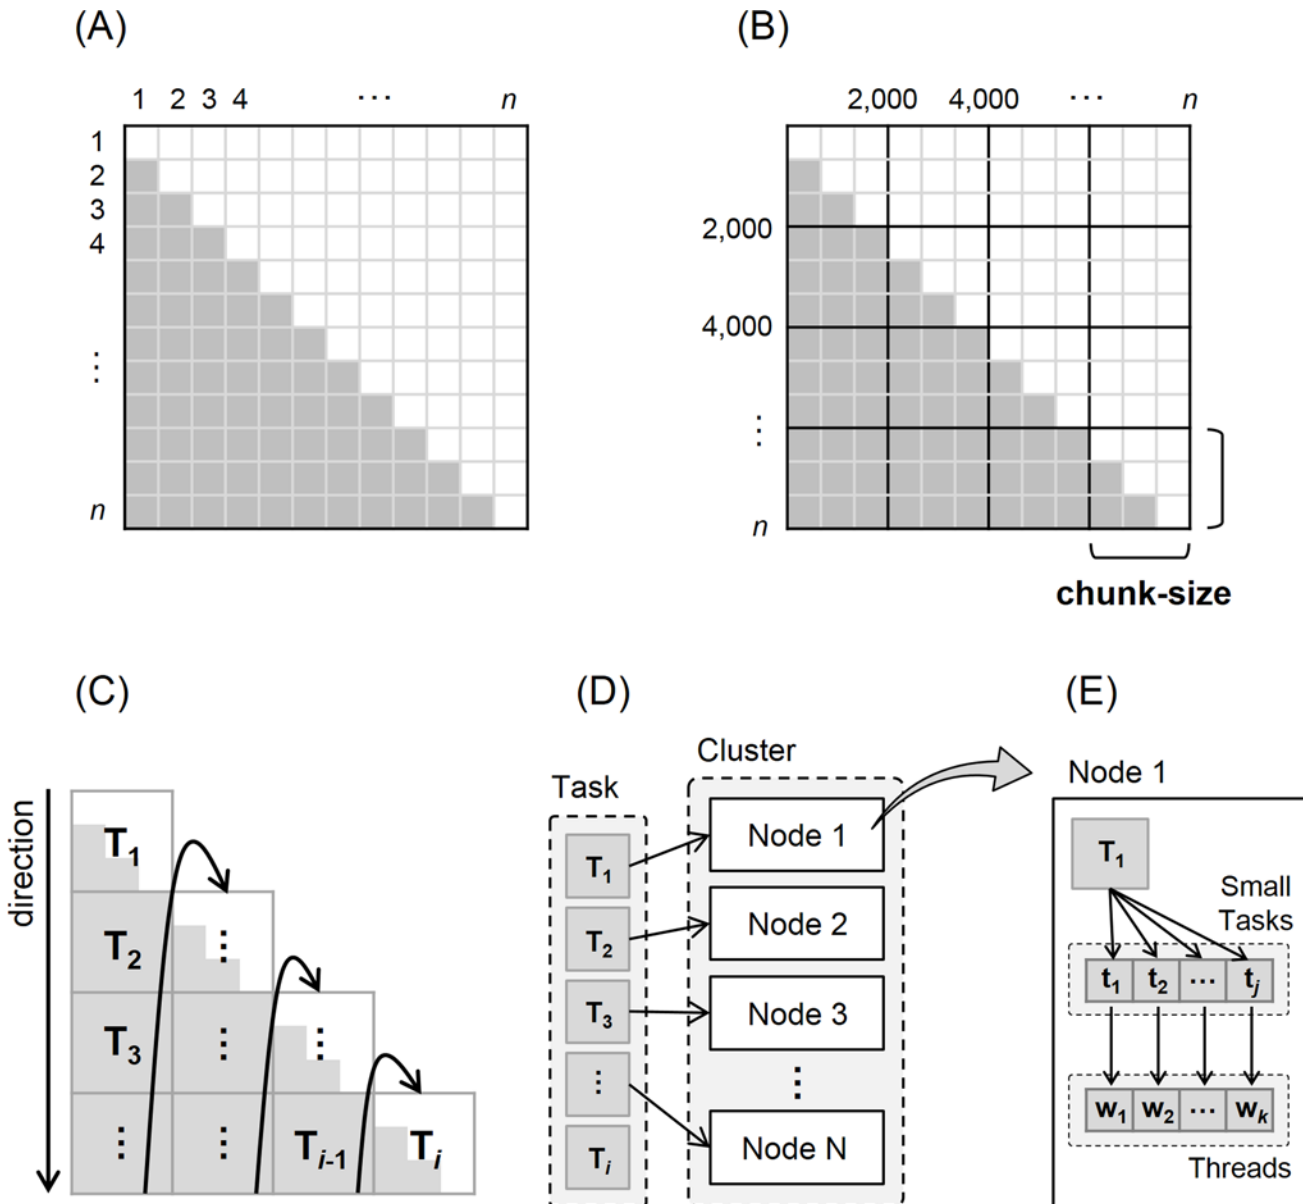 (A)
1 2 3 4 ⋯ n
1
2
3
4
⋮
n
(B)
2,000 4,000 ⋯ n
2,000
4,000
⋮
n
chunk-size
(C)
direction
T1
T2 ⋮
T3 ⋮ ⋮
⋮ ⋮ Ti-1 Ti
(D)
Task
T1
T2
T3
⋮
Ti
Cluster
Node 1
Node 2
Node 3
⋮
Node N
(E)
Node 1
T1
Small
Tasks
t1 t2 ⋯ tj
w1 w2 ⋯ wk
Threads